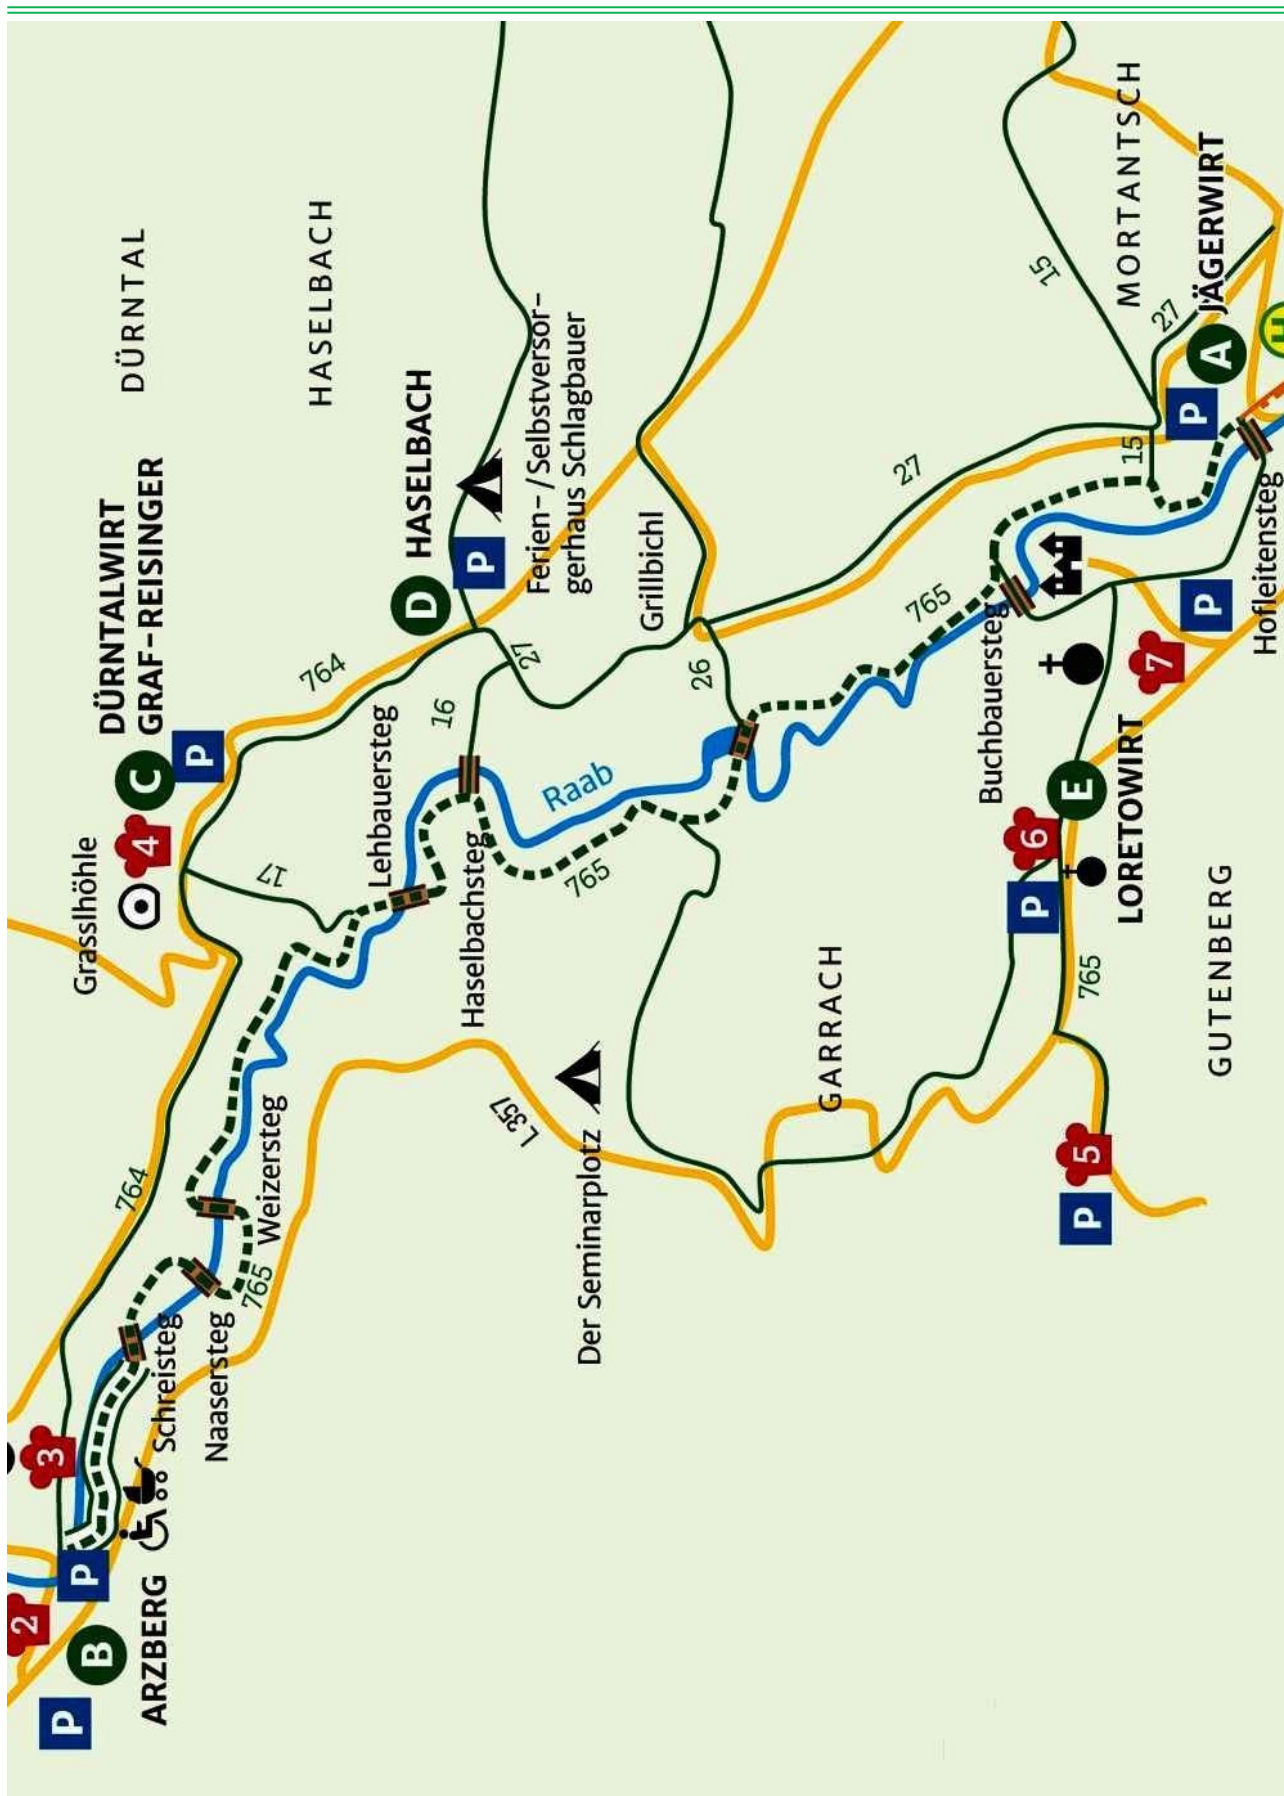 2
3
P
P
B
Grasslhöhle
DÜRNTALWIRT
GRAF-REISINGER
DÜRNTAL
764
4
C
P
ARZBERG
Schreisteg
Naasersteg
765
Weizersteg
17
764
HASELBACH
Lehbauersteg
D
HASELBACH
16
P
Haselbachsteg
27
L357
Raab
Ferien-/Selbstversor-
gerhaus Schlagbauer
765
Der Seminarplotz
Grillbichl
26
GARRACH
27
765
Buchbauersteg
15
6
P
E
5
P
765
LORETOWIRT
15
MORTANTSCH
27
7
P
P
A
JÄGERWIRT
GUTENBERG
Hofleitensteg
H